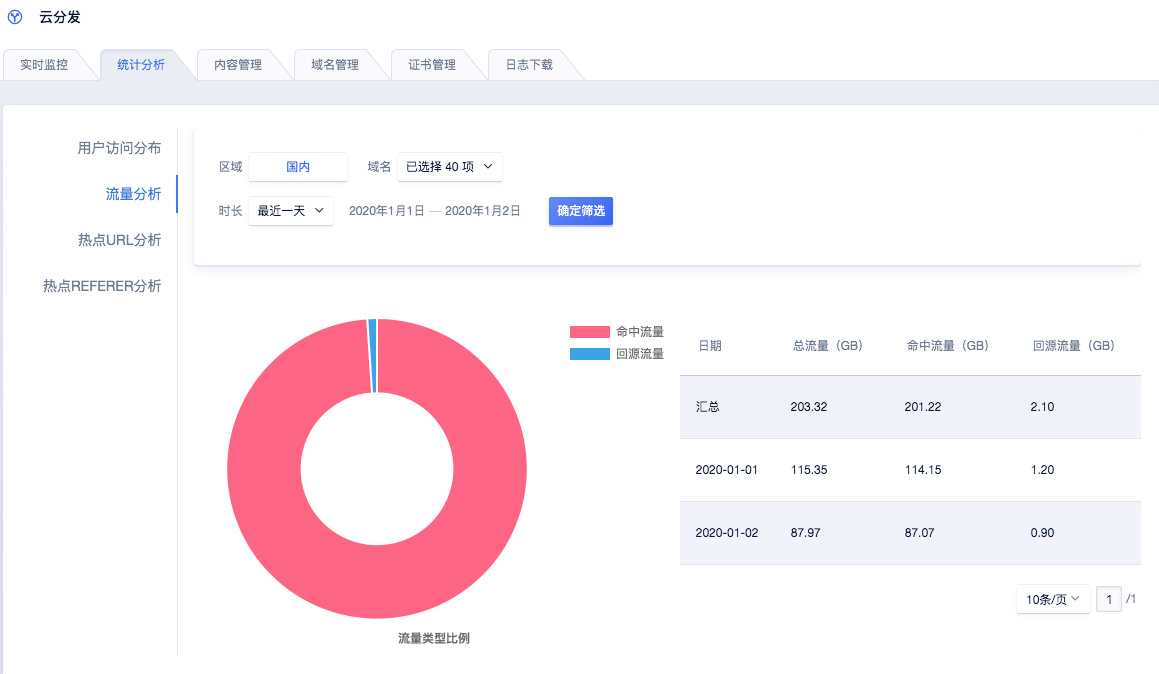 云分发
实时监控 统计分析 内容管理 域名管理 证书管理 日志下载
用户访问分布
流量分析
热点URL分析
热点REFERER分析
区域 国内 域名 已选择 40 项
时长 最近一天 2020年1月1日 — 2020年1月2日 确定筛选
命中流量
回源流量
流量类型比例
日期 总流量（GB） 命中流量（GB） 回源流量（GB）
汇总 203.32 201.22 2.10
2020-01-01 115.35 114.15 1.20
2020-01-02 87.97 87.07 0.90
10条/页 1 /1